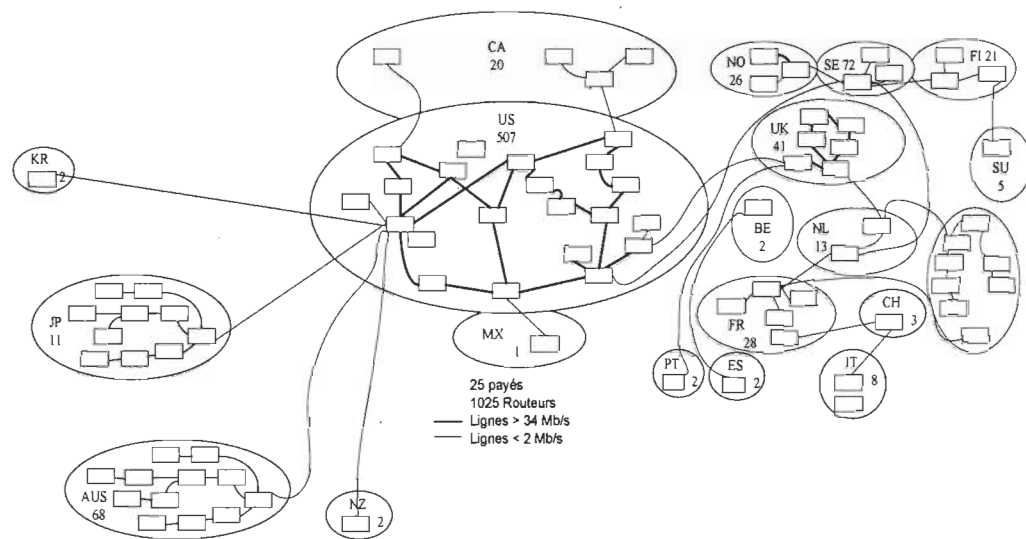 CA
20
NO
26
SE 72
FI 21
US
507
UK
41
KR
2
SU
5
BE
2
NL
13
JP
11
CH
3
FR
28
MX
1
PT
2
ES
2
IT
8
25 payés
1025 Routeurs
Lignes > 34 Mb/s
Lignes < 2 Mb/s
AUS
68
NZ
2